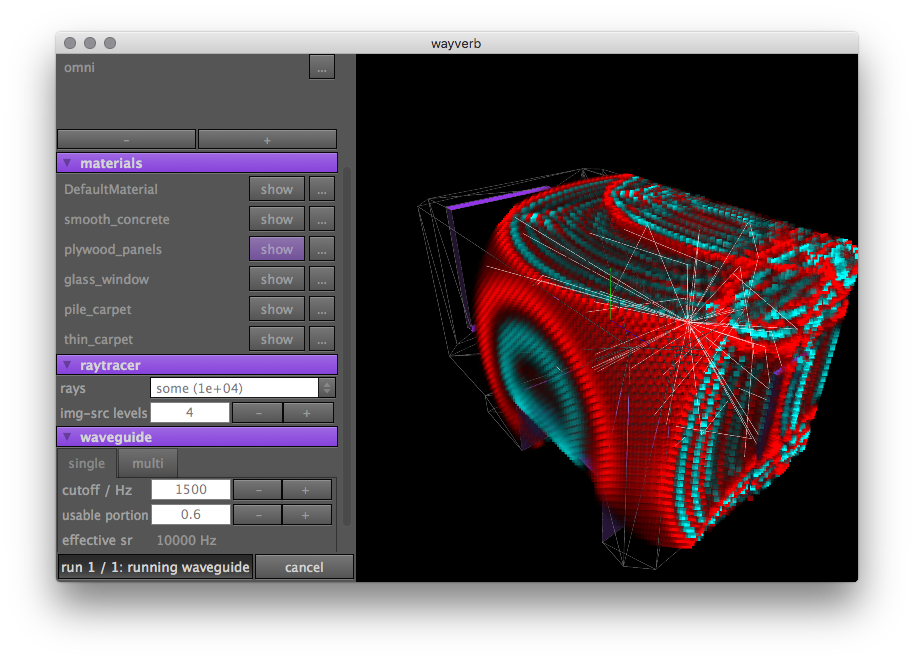 wayverb
omni
...
- +
materials
DefaultMaterial show ...
smooth_concrete show ...
plywood_panels show ...
glass_window show ...
pile_carpet show ...
thin_carpet show ...
raytracer
rays some (1e+04)
img-src levels 4 - +
waveguide
single multi
cutoff / Hz 1500 - +
usable portion 0.6 - +
effective sr 10000 Hz
run 1 / 1: running waveguide cancel